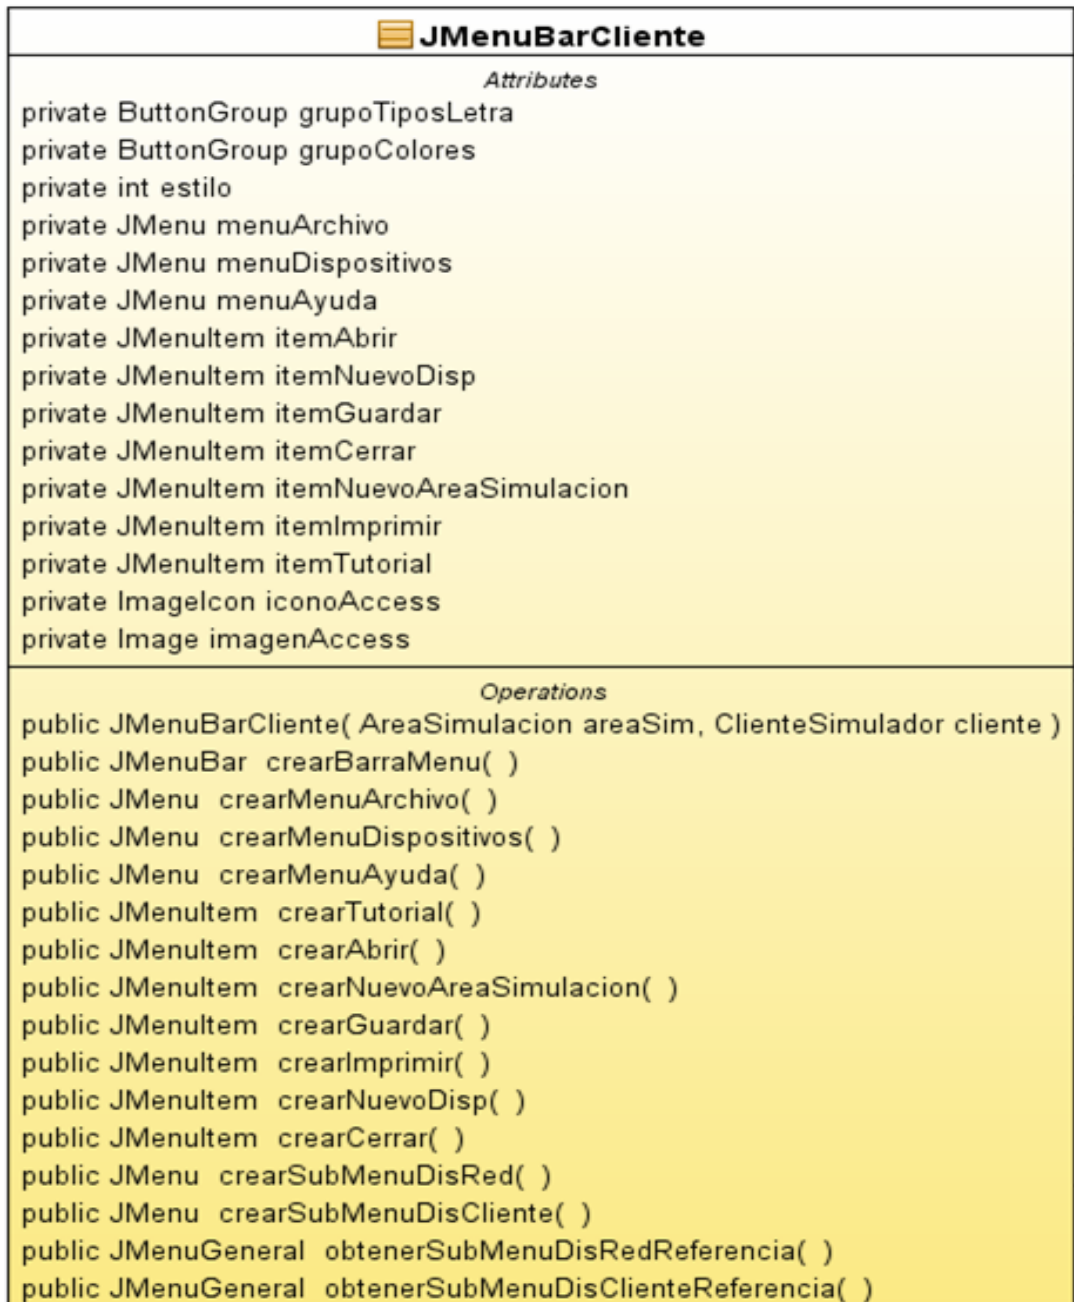 JMenuBarCliente
Attributes
private ButtonGroup grupoTiposLetra
private ButtonGroup grupoColores
private int estilo
private JMenu menuArchivo
private JMenu menuDispositivos
private JMenu menuAyuda
private JMenuItem itemAbrir
private JMenuItem itemNuevoDisp
private JMenuItem itemGuardar
private JMenuItem itemCerrar
private JMenuItem itemNuevoAreaSimulacion
private JMenuItem itemImprimir
private JMenuItem itemTutorial
private ImageIcon iconoAccess
private Image imagenAccess
Operations
public JMenuBarCliente( AreaSimulacion areaSim, ClienteSimulador cliente )
public JMenuBar  crearBarraMenu(  )
public JMenu  crearMenuArchivo(  )
public JMenu  crearMenuDispositivos(  )
public JMenu  crearMenuAyuda(  )
public JMenuItem  crearTutorial(  )
public JMenuItem  crearAbrir(  )
public JMenuItem  crearNuevoAreaSimulacion(  )
public JMenuItem  crearGuardar(  )
public JMenuItem  crearImprimir(  )
public JMenuItem  crearNuevoDisp(  )
public JMenuItem  crearCerrar(  )
public JMenu  crearSubMenuDisRed(  )
public JMenu  crearSubMenuDisCliente(  )
public JMenuGeneral  obtenerSubMenuDisRedReferencia(  )
public JMenuGeneral  obtenerSubMenuDisClienteReferencia(  )